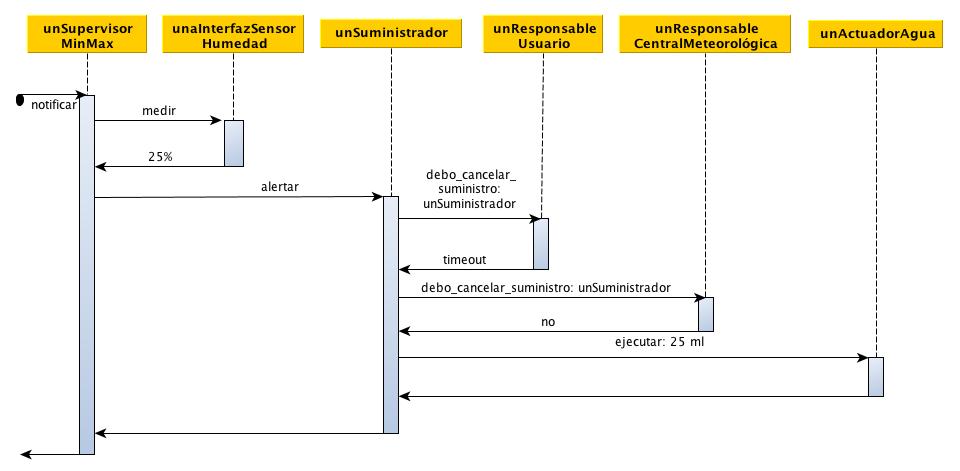 unSupervisor
MinMax
unaInterfazSensor
Humedad
unSuministrador
unResponsable
Usuario
unResponsable
CentralMeteorológica
unActuadorAgua
notificar
medir
25%
alertar
debo_cancelar_
suministro:
unSuministrador
timeout
debo_cancelar_suministro: unSuministrador
no
ejecutar: 25 ml